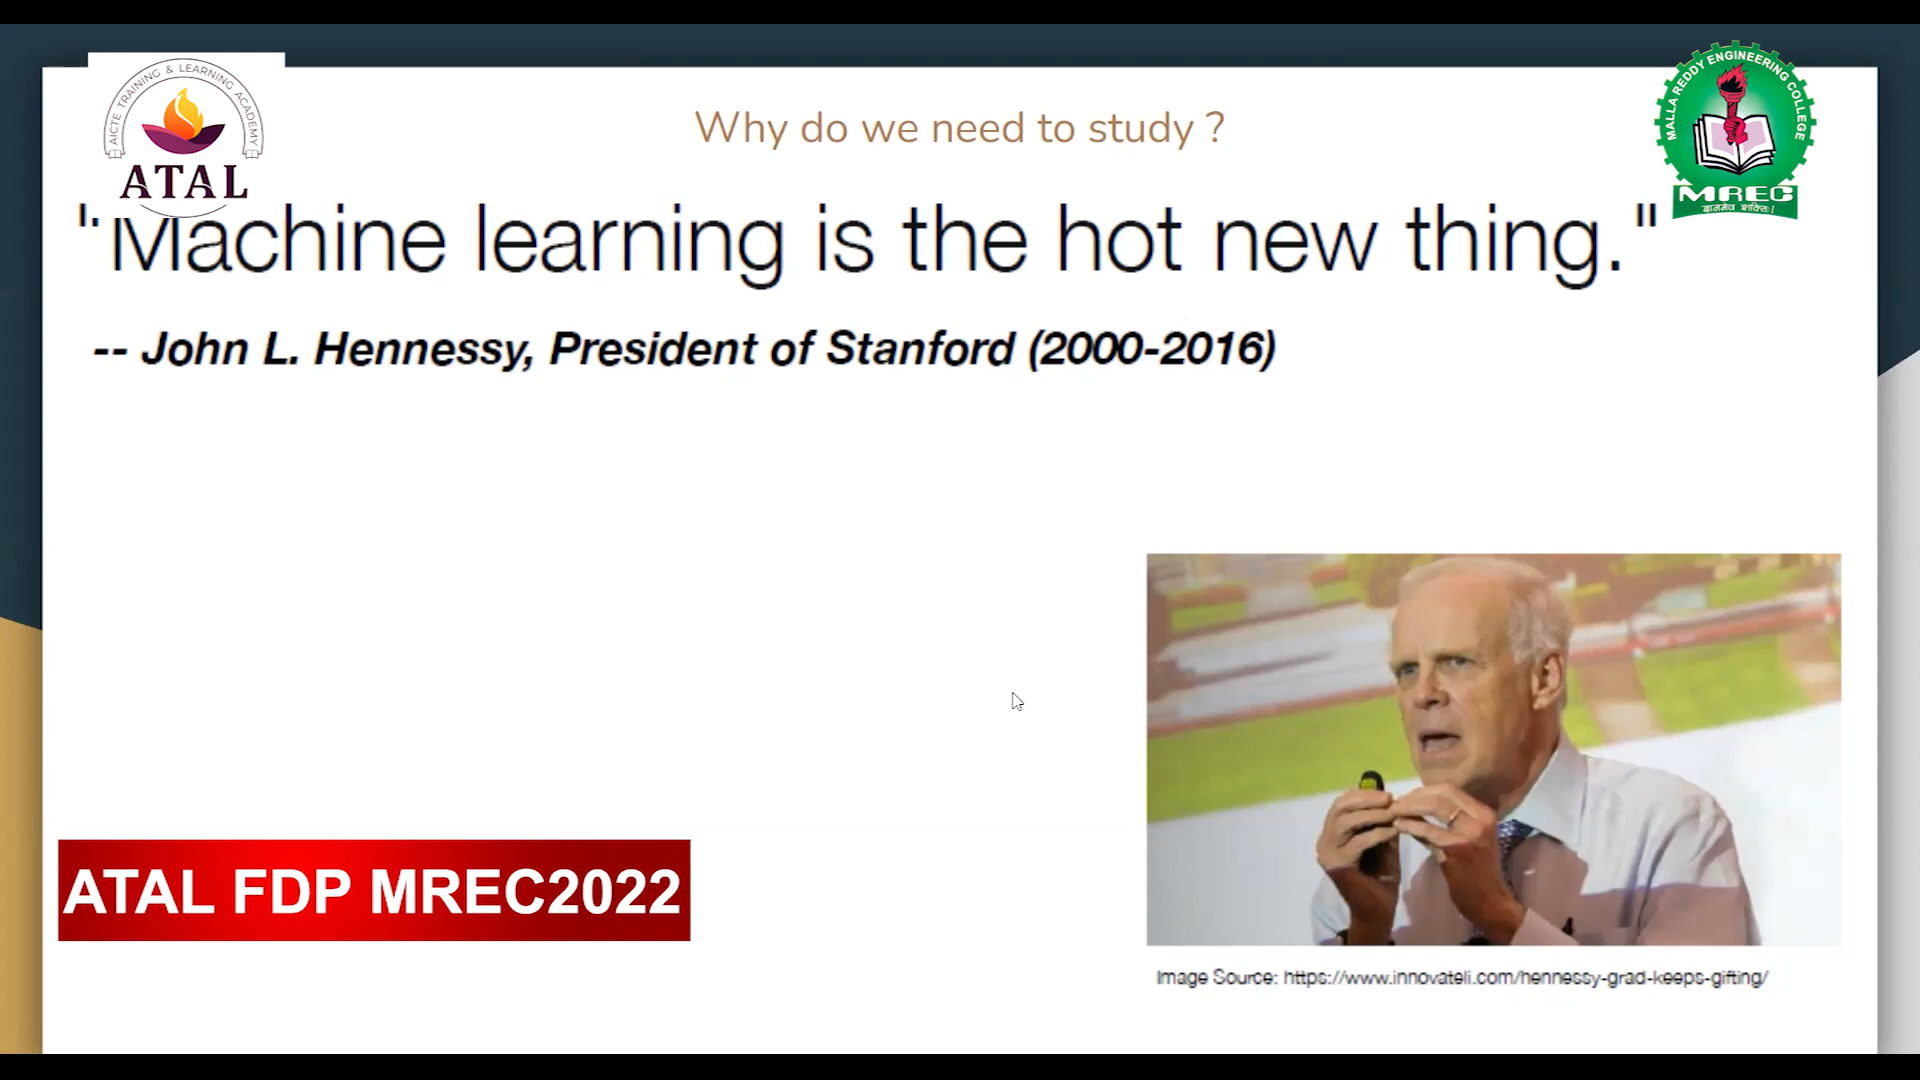 AICTE TRAINING & LEARNING ACADEMY
ATAL
MALLA REDDY ENGINEERING COLLEGE
MREC
ज्ञानमेव शक्तिः।
Why do we need to study ?
"Machine learning is the hot new thing."
-- John L. Hennessy, President of Stanford (2000-2016)
ATAL FDP MREC2022
Image Source: https://www.innovateli.com/hennessy-grad-keeps-gifting/